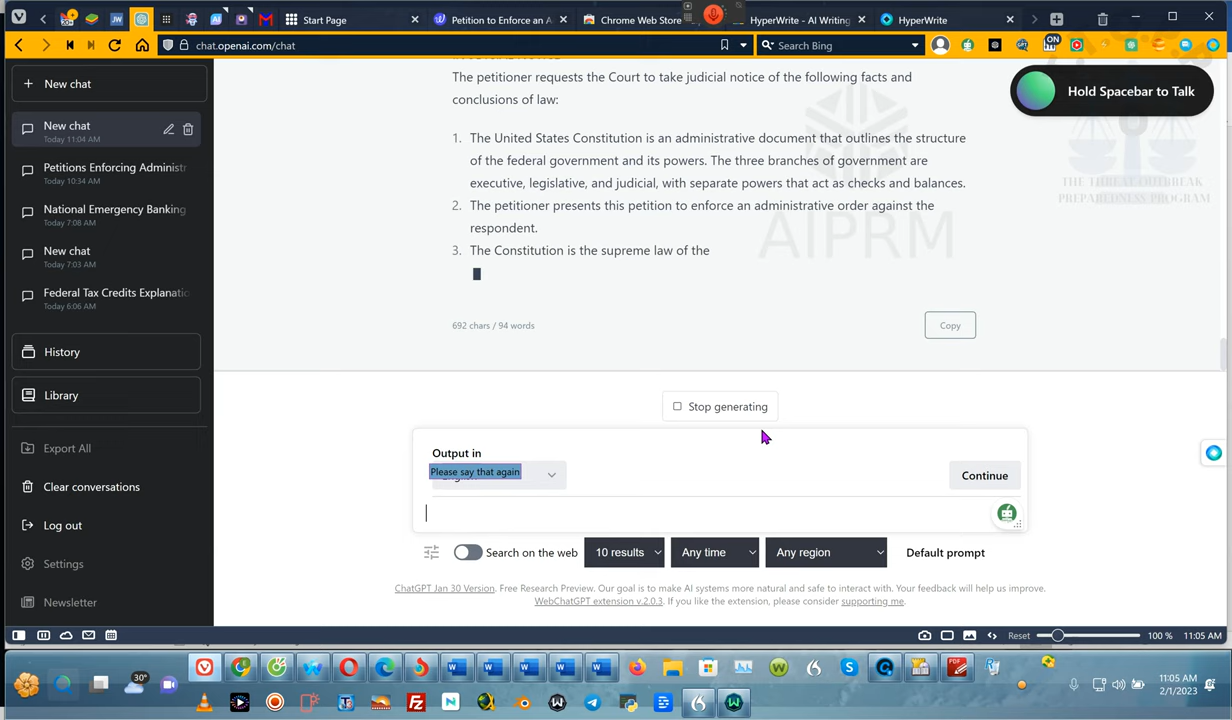 Start Page
Petition to Enforce an A
Chrome Web Store
HyperWrite - AI Writing
HyperWrite
chat.openai.com/chat
Search Bing
ON
New chat
New chat
Today 11:04 AM
Petitions Enforcing Administr
Today 10:34 AM
National Emergency Banking
Today 7:08 AM
New chat
Today 7:03 AM
Federal Tax Credits Explanatio
Today 6:06 AM
History
Library
Export All
Clear conversations
Log out
Settings
Newsletter
The petitioner requests the Court to take judicial notice of the following facts and
conclusions of law:
1. The United States Constitution is an administrative document that outlines the structure
of the federal government and its powers. The three branches of government are
executive, legislative, and judicial, with separate powers that act as checks and balances.
2. The petitioner presents this petition to enforce an administrative order against the
respondent.
3. The Constitution is the supreme law of the
692 chars / 94 words
Copy
Hold Spacebar to Talk
THE THREAT OUTBREAK
PREPAREDNESS PROGRAM
AIPRM
Stop generating
Output in
Please say that again
Continue
Search on the web
10 results
Any time
Any region
Default prompt
ChatGPT Jan 30 Version. Free Research Preview. Our goal is to make AI systems more natural and safe to interact with. Your feedback will help us improve.
WebChatGPT extension v.2.0.3. If you like the extension, please consider supporting me.
Reset
100 %
11:05 AM
30°
11:05 AM
2/1/2023